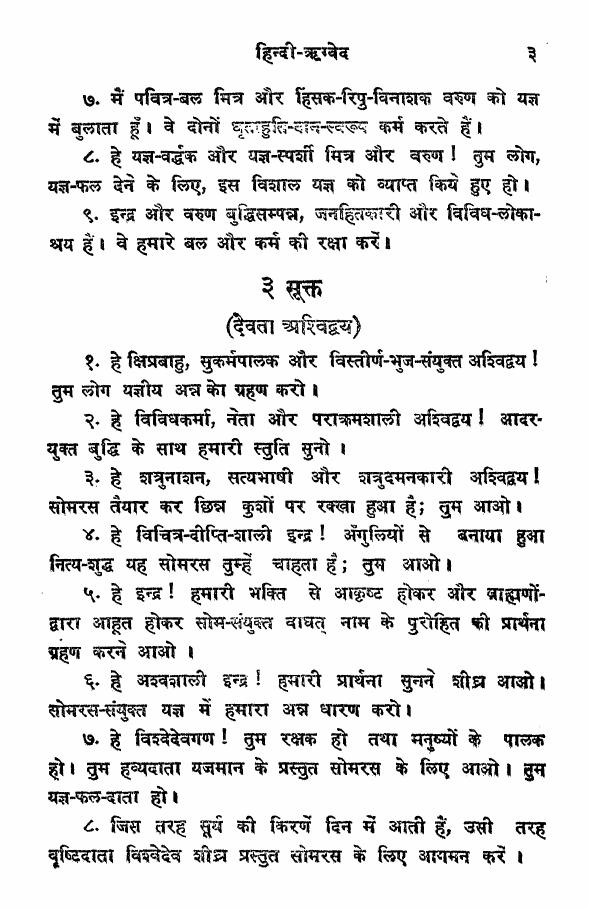 हिन्दी-ऋग्वेद ३
७. मैं पवित्र-बल मित्र और हिंसक-रिपु-विनाशक वरुण को यज्ञ
में बुलाता हूँ। वे दोनों घृताहुति-दान-स्वरूप कर्म करते हैं।
८. हे यज्ञ-वर्द्धक और यज्ञ-स्पर्शी मित्र और वरुण! तुम लोग,
यज्ञ-फल देने के लिए, इस विशाल यज्ञ को व्याप्त किये हुए हो।
९. इन्द्र और वरुण बुद्धिसम्पन्न, जनहितकारी और विविध-लोका-
श्रय हैं। वे हमारे बल और कर्म की रक्षा करें।
३ सूक्त
(देवता अश्विद्वय)
१. हे क्षिप्रबाहु, सुकर्मपालक और विस्तीर्ण-भुज-संयुक्त अश्विद्वय!
तुम लोग यज्ञीय अन्न को ग्रहण करो।
२. हे विविधकर्मा, नेता और पराक्रमशाली अश्विद्वय! आदर-
युक्त बुद्धि के साथ हमारी स्तुति सुनो।
३. हे शत्रुनाशन, सत्यभाषी और शत्रुदमनकारी अश्विद्वय!
सोमरस तैयार कर छिन्न कुशों पर रक्खा हुआ है; तुम आओ।
४. हे विचित्र-दीप्ति-शाली इन्द्र! अँगुलियों से बनाया हुआ
नित्य-शुद्ध यह सोमरस तुम्हें चाहता है; तुम आओ।
५. हे इन्द्र! हमारी भक्ति से आकृष्ट होकर और ब्राह्मणों-
द्वारा आहूत होकर सोम-संयुक्त वाघत् नाम के पुरोहित की प्रार्थना
ग्रहण करने आओ।
६. हे अश्वशाली इन्द्र! हमारी प्रार्थना सुनने शीघ्र आओ।
सोमरस-संयुक्त यज्ञ में हमारा अन्न धारण करो।
७. हे विश्वेदेवगण! तुम रक्षक हो तथा मनुष्यों के पालक
हो। तुम हव्यदाता यजमान के प्रस्तुत सोमरस के लिए आओ। तुम
यज्ञ-फल-दाता हो।
८. जिस तरह सूर्य की किरणें दिन में आती हैं, उसी तरह
वृष्टिदाता विश्वेदेव शीघ्र प्रस्तुत सोमरस के लिए आगमन करें।